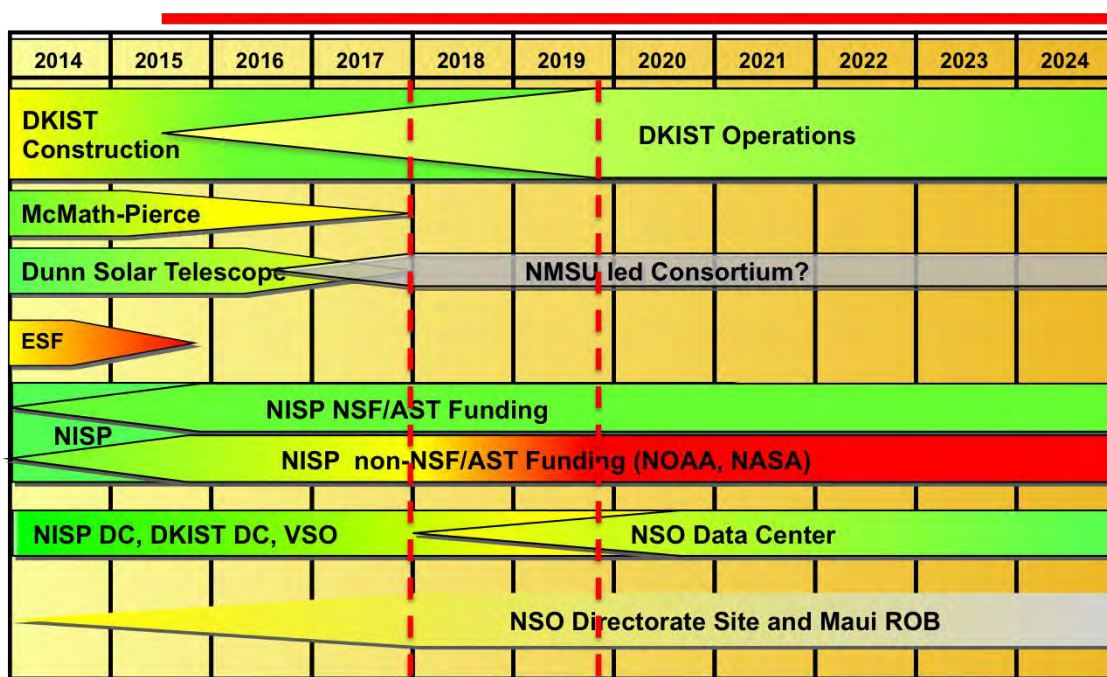 2014 2015 2016 2017 2018 2019 2020 2021 2022 2023 2024
DKIST
Construction
DKIST Operations
McMath-Pierce
Dunn Solar Telescope
NMSU led Consortium?
ESF
NISP NSF/AST Funding
NISP
NISP non-NSF/AST Funding (NOAA, NASA)
NISP DC, DKIST DC, VSO
NSO Data Center
NSO Directorate Site and Maui ROB